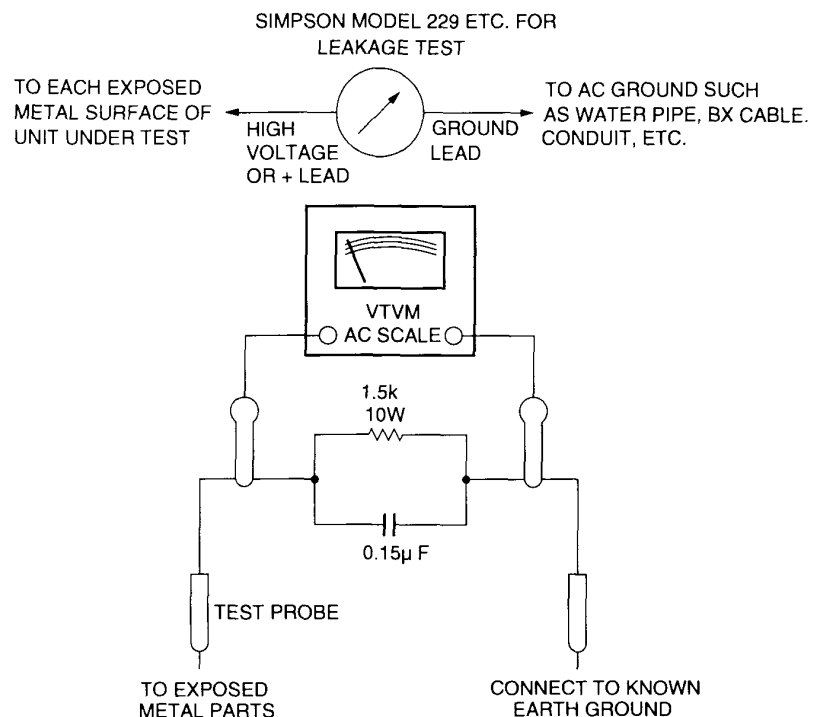 SIMPSON MODEL 229 ETC. FOR
LEAKAGE TEST
TO EACH EXPOSED
METAL SURFACE OF
UNIT UNDER TEST
HIGH
VOLTAGE
OR + LEAD
GROUND
LEAD
TO AC GROUND SUCH
AS WATER PIPE, BX CABLE.
CONDUIT, ETC.
VTVM
AC SCALE
1.5k
10W
0.15μ F
TEST PROBE
TO EXPOSED
METAL PARTS
CONNECT TO KNOWN
EARTH GROUND